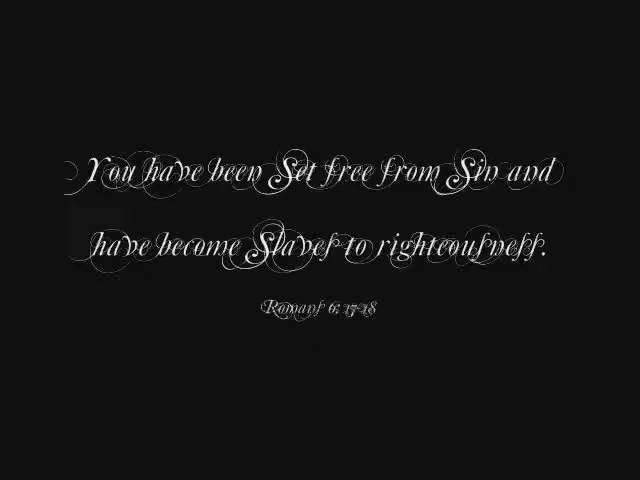 You have been Set free from Sin and
have become Slaves to righteousness.
Romans 6: 17-18